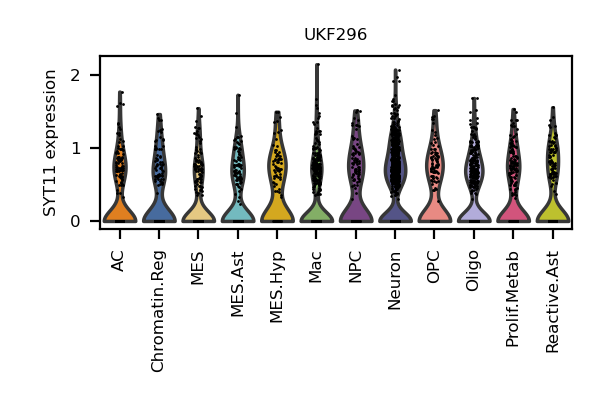 UKF296
SYT11 expression
2
1
0
AC
Chromatin.Reg
MES
MES.Ast
MES.Hyp
Mac
NPC
Neuron
OPC
Oligo
Prolif.Metab
Reactive.Ast